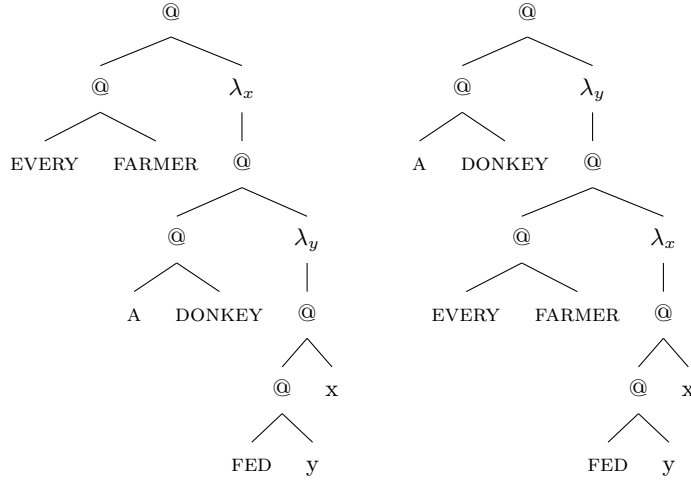 @ @
@ λx @ λy
EVERY FARMER @ A DONKEY @
@ λy @ λx
A DONKEY @ EVERY FARMER @
@ x @ x
FED y FED y